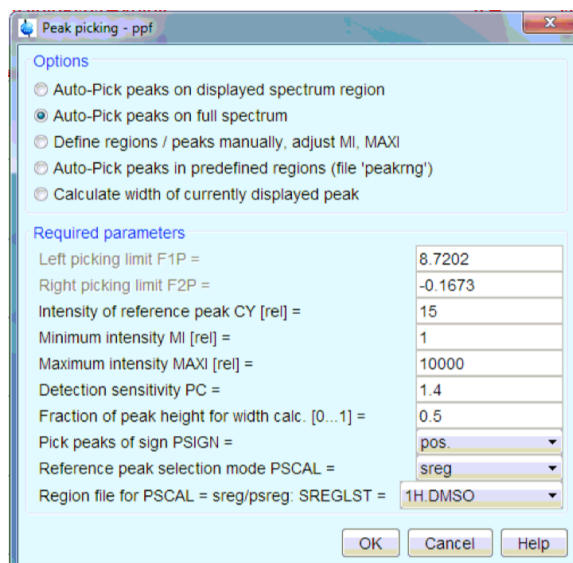 Peak picking - ppf
Options
Auto-Pick peaks on displayed spectrum region
Auto-Pick peaks on full spectrum
Define regions / peaks manually, adjust MI, MAXI
Auto-Pick peaks in predefined regions (file 'peakrng')
Calculate width of currently displayed peak
Required parameters
Left picking limit F1P = 8.7202
Right picking limit F2P = -0.1673
Intensity of reference peak CY [rel] = 15
Minimum intensity MI [rel] = 1
Maximum intensity MAXI [rel] = 10000
Detection sensitivity PC = 1.4
Fraction of peak height for width calc. [0...1] = 0.5
Pick peaks of sign PSIGN = pos.
Reference peak selection mode PSCAL = sreg
Region file for PSCAL = sreg/psreg: SREGLST = 1H.DMSO
OK Cancel Help